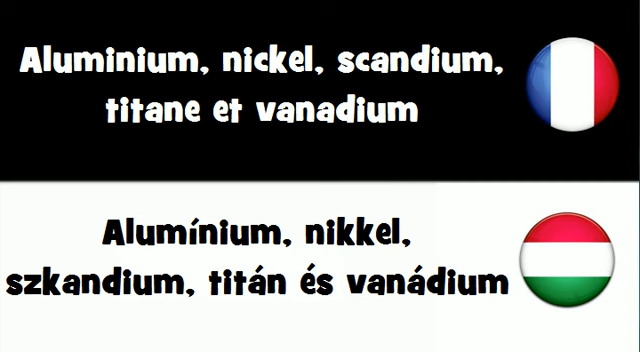 Aluminium, nickel, scandium,
titane et vanadium
Alumínium, nikkel,
szkandium, titán és vanádium